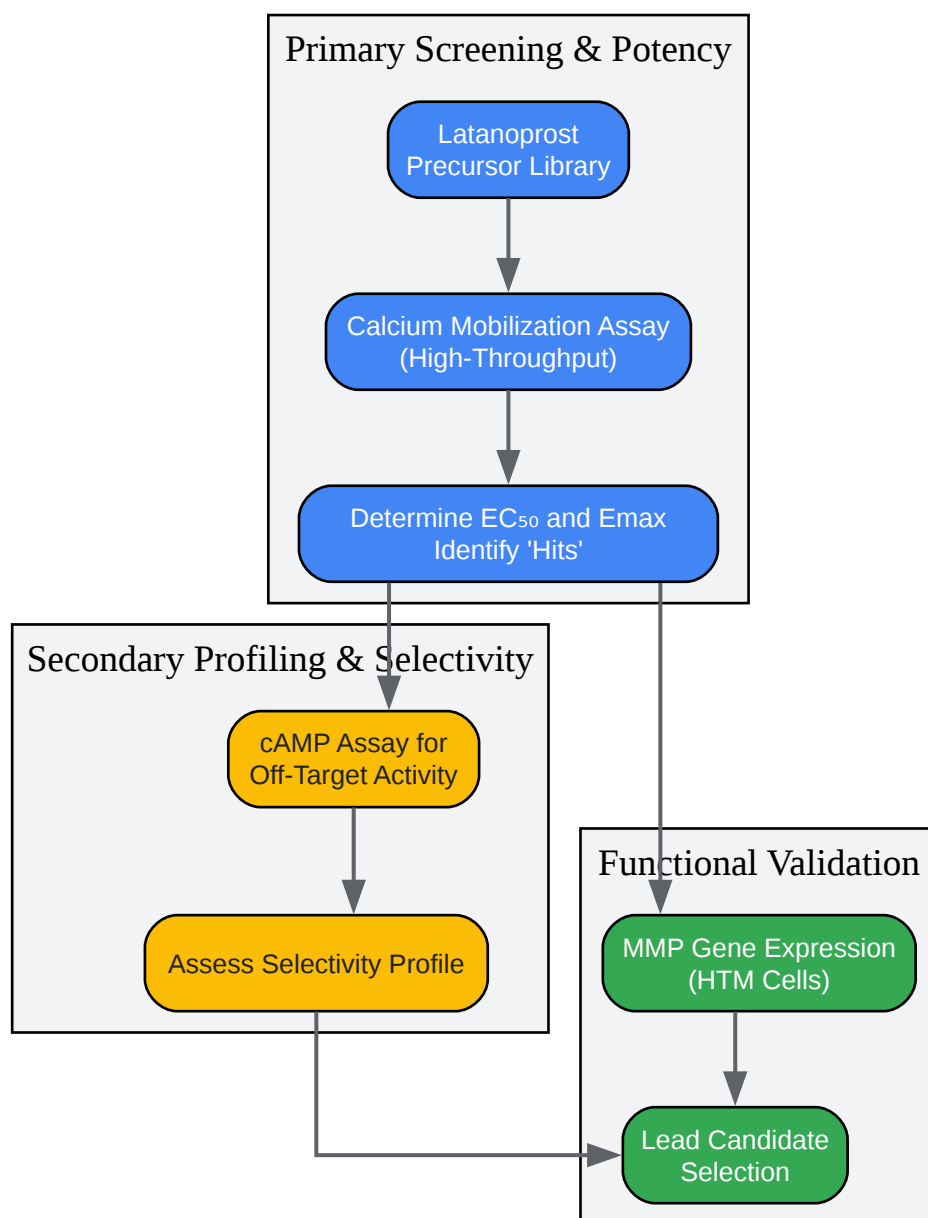 Primary Screening & Potency
Latanoprost
Precursor Library
Calcium Mobilization Assay
(High-Throughput)
Determine EC₅₀ and Emax
Identify 'Hits'
Secondary Profiling & Selectivity
cAMP Assay for
Off-Target Activity
Assess Selectivity Profile
Functional Validation
MMP Gene Expression
(HTM Cells)
Lead Candidate
Selection